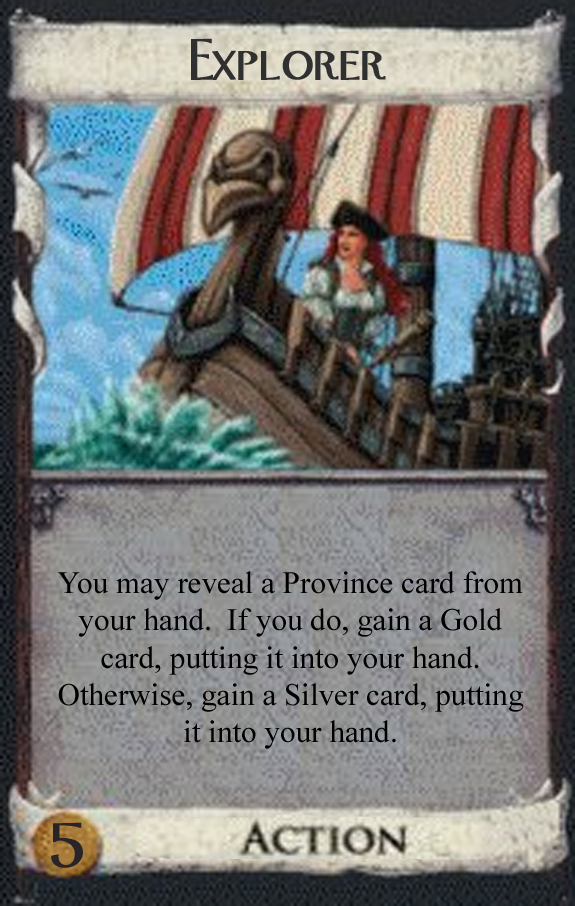 EXPLORER
You may reveal a Province card from
your hand.  If you do, gain a Gold
card, putting it into your hand.
Otherwise, gain a Silver card, putting
it into your hand.
5
ACTION